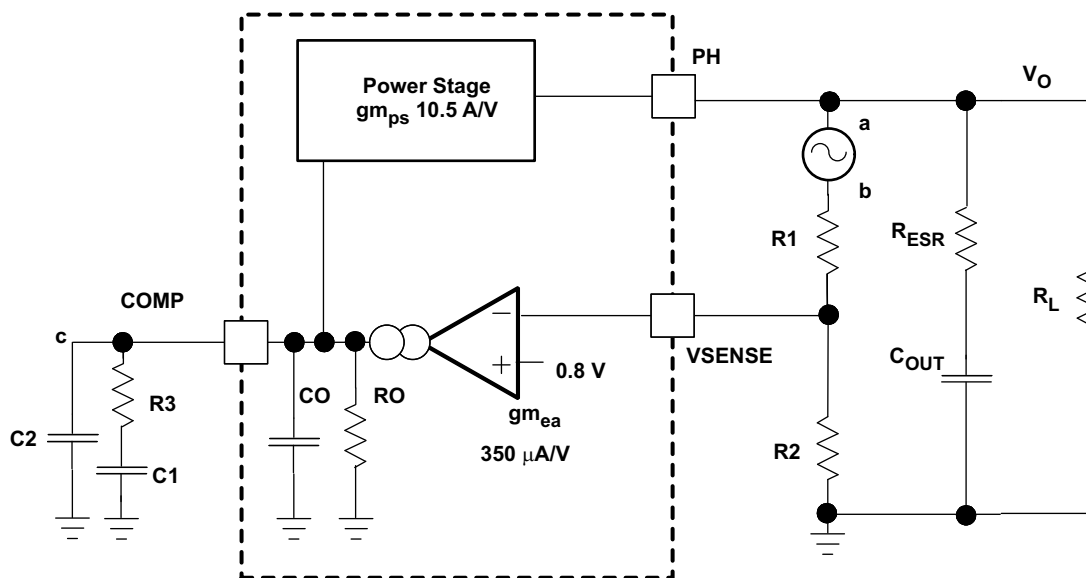 PH
Power Stage
gm_ps 10.5 A/V
V_O
a
b
R1
R_ESR
R_L
COMP
c
VSENSE
−
+
0.8 V
C_OUT
R3
CO
RO
gm_ea
350 μA/V
C2
C1
R2